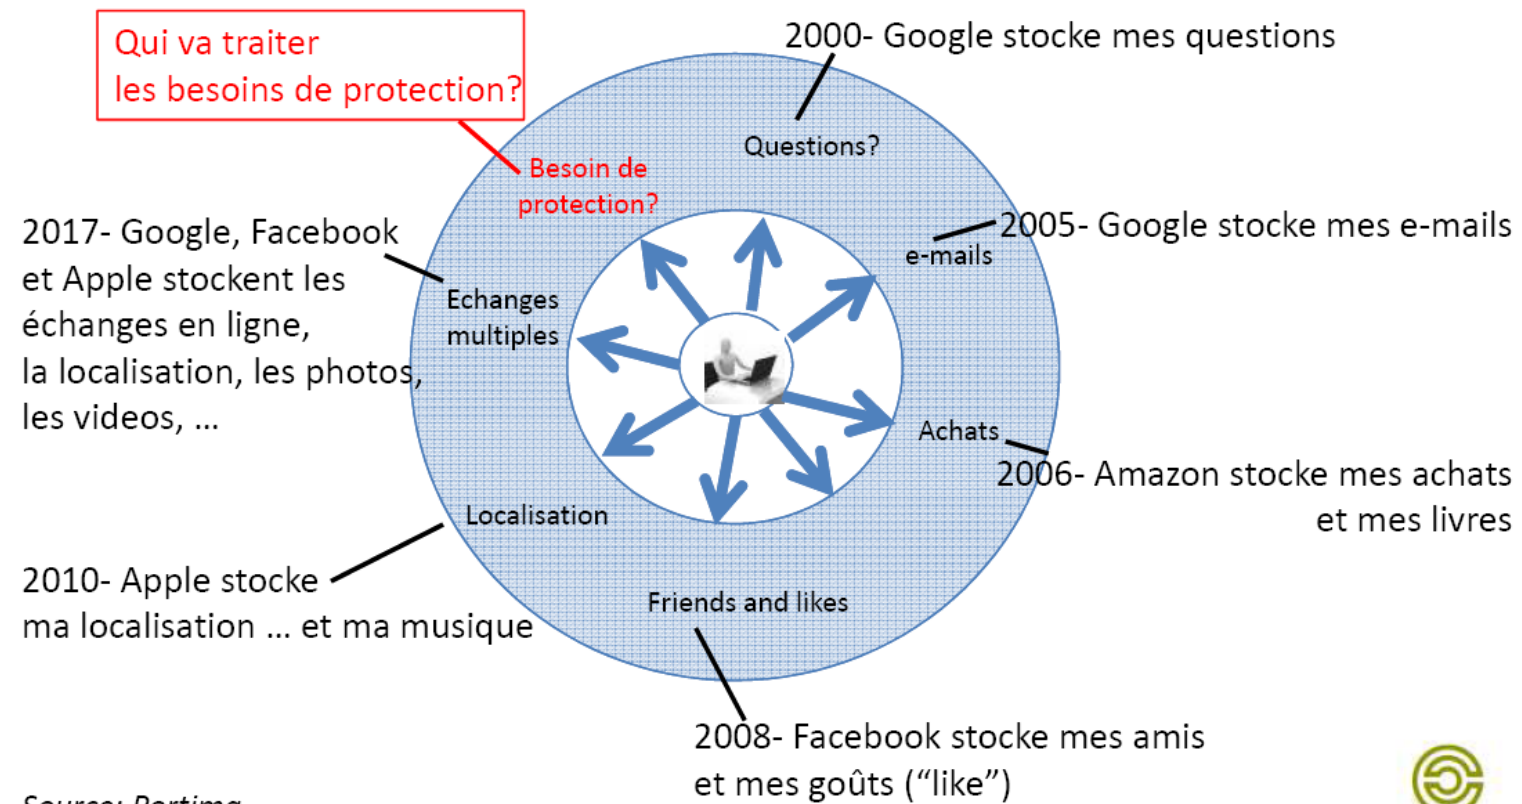 Qui va traiter
les besoins de protection?
2000- Google stocke mes questions
Questions?
Besoin de
protection?
2005- Google stocke mes e-mails
e-mails
2017- Google, Facebook
et Apple stockent les
échanges en ligne,
la localisation, les photos,
les videos, ...
Echanges
multiples
Achats
2006- Amazon stocke mes achats
et mes livres
Localisation
2010- Apple stocke
ma localisation ... et ma musique
Friends and likes
2008- Facebook stocke mes amis
et mes goûts (“like”)
Source: Portima